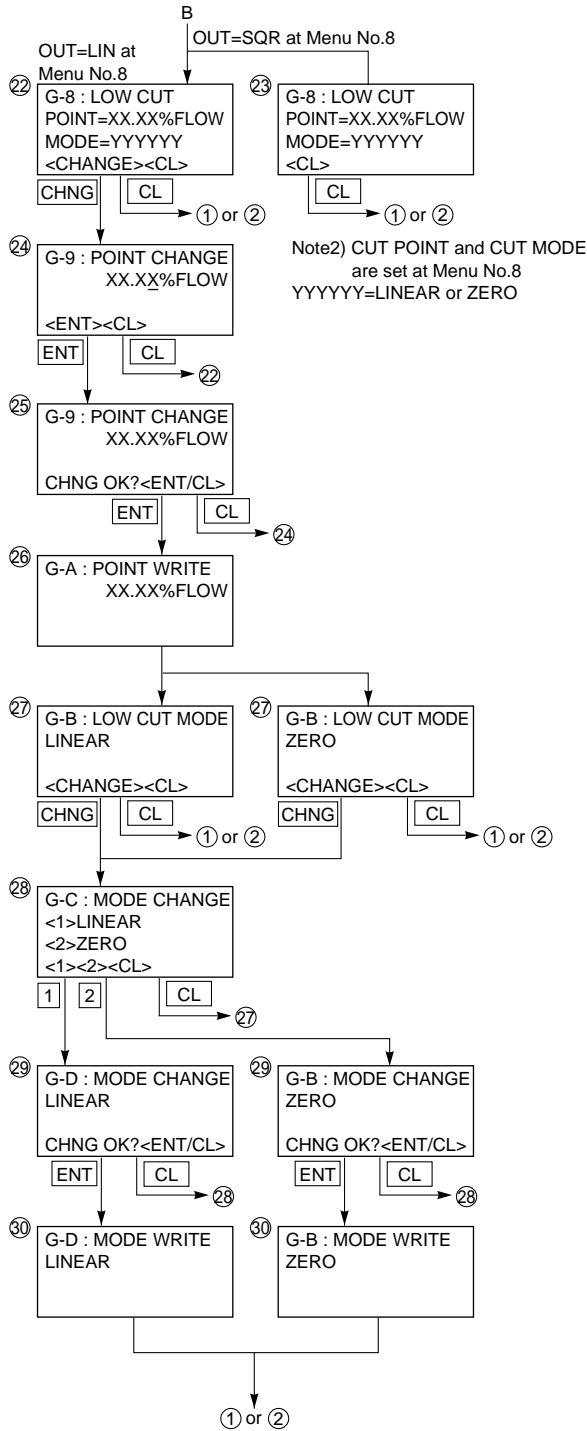 B
OUT=SQR at Menu No.8
OUT=LIN at
Menu No.8
㉒
G-8 : LOW CUT
POINT=XX.XX%FLOW
MODE=YYYYYY
<CHANGE><CL>
CHNG
CL
① or ②
㉓
G-8 : LOW CUT
POINT=XX.XX%FLOW
MODE=YYYYYY
<CL>
CL
① or ②
Note2) CUT POINT and CUT MODE
are set at Menu No.8
YYYYYY=LINEAR or ZERO
㉔
G-9 : POINT CHANGE
XX.XX%FLOW
<ENT><CL>
ENT
CL
㉒
㉕
G-9 : POINT CHANGE
XX.XX%FLOW
CHNG OK?<ENT/CL>
ENT
CL
㉔
㉖
G-A : POINT WRITE
XX.XX%FLOW
㉗
G-B : LOW CUT MODE
LINEAR
<CHANGE><CL>
CHNG
CL
① or ②
㉗
G-B : LOW CUT MODE
ZERO
<CHANGE><CL>
CHNG
CL
① or ②
㉘
G-C : MODE CHANGE
<1>LINEAR
<2>ZERO
<1><2><CL>
1
2
CL
㉗
㉙
G-D : MODE CHANGE
LINEAR
CHNG OK?<ENT/CL>
ENT
CL
㉘
㉙
G-B : MODE CHANGE
ZERO
CHNG OK?<ENT/CL>
ENT
CL
㉘
㉚
G-D : MODE WRITE
LINEAR
㉚
G-B : MODE WRITE
ZERO
① or ②